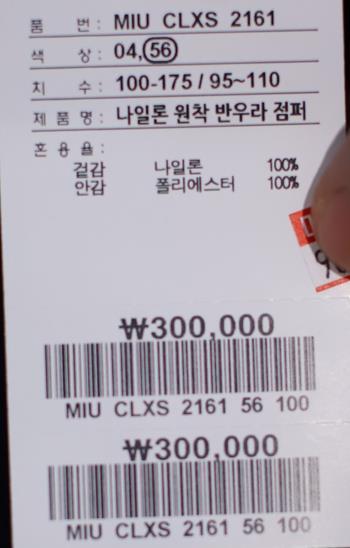 품 번 : MIU CLXS 2161
색 상 : 04, 56
치 수 : 100-175 / 95~110
제 품 명 : 나일론 원착 반우라 점퍼
혼 용 율 :
겉감 나일론 100%
안감 폴리에스터 100%
₩300,000
MIU CLXS 2161 56 100
₩300,000
MIU CLXS 2161 56 100